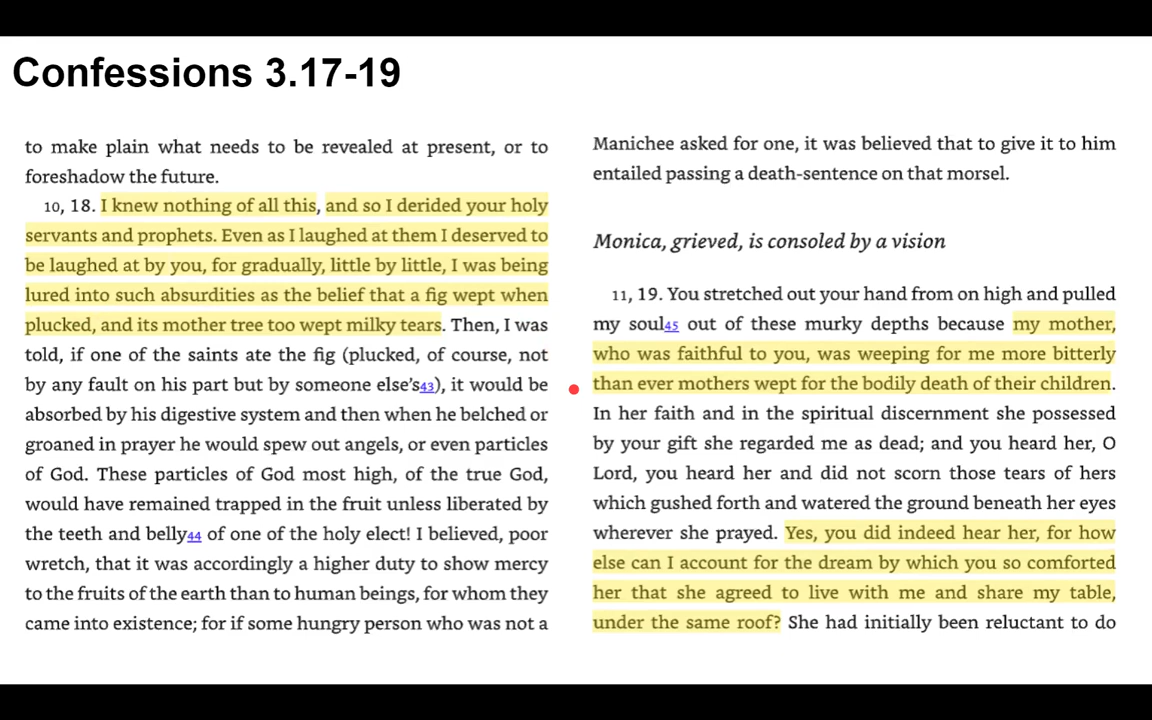 Confessions 3.17-19
to make plain what needs to be revealed at present, or to
foreshadow the future.
10, 18. I knew nothing of all this, and so I derided your holy
servants and prophets. Even as I laughed at them I deserved to
be laughed at by you, for gradually, little by little, I was being
lured into such absurdities as the belief that a fig wept when
plucked, and its mother tree too wept milky tears. Then, I was
told, if one of the saints ate the fig (plucked, of course, not
by any fault on his part but by someone else's43), it would be
absorbed by his digestive system and then when he belched or
groaned in prayer he would spew out angels, or even particles
of God. These particles of God most high, of the true God,
would have remained trapped in the fruit unless liberated by
the teeth and belly44 of one of the holy elect! I believed, poor
wretch, that it was accordingly a higher duty to show mercy
to the fruits of the earth than to human beings, for whom they
came into existence; for if some hungry person who was not a
Manichee asked for one, it was believed that to give it to him
entailed passing a death-sentence on that morsel.
Monica, grieved, is consoled by a vision
11, 19. You stretched out your hand from on high and pulled
my soul45 out of these murky depths because my mother,
who was faithful to you, was weeping for me more bitterly
than ever mothers wept for the bodily death of their children.
In her faith and in the spiritual discernment she possessed
by your gift she regarded me as dead; and you heard her, O
Lord, you heard her and did not scorn those tears of hers
which gushed forth and watered the ground beneath her eyes
wherever she prayed. Yes, you did indeed hear her, for how
else can I account for the dream by which you so comforted
her that she agreed to live with me and share my table,
under the same roof? She had initially been reluctant to do